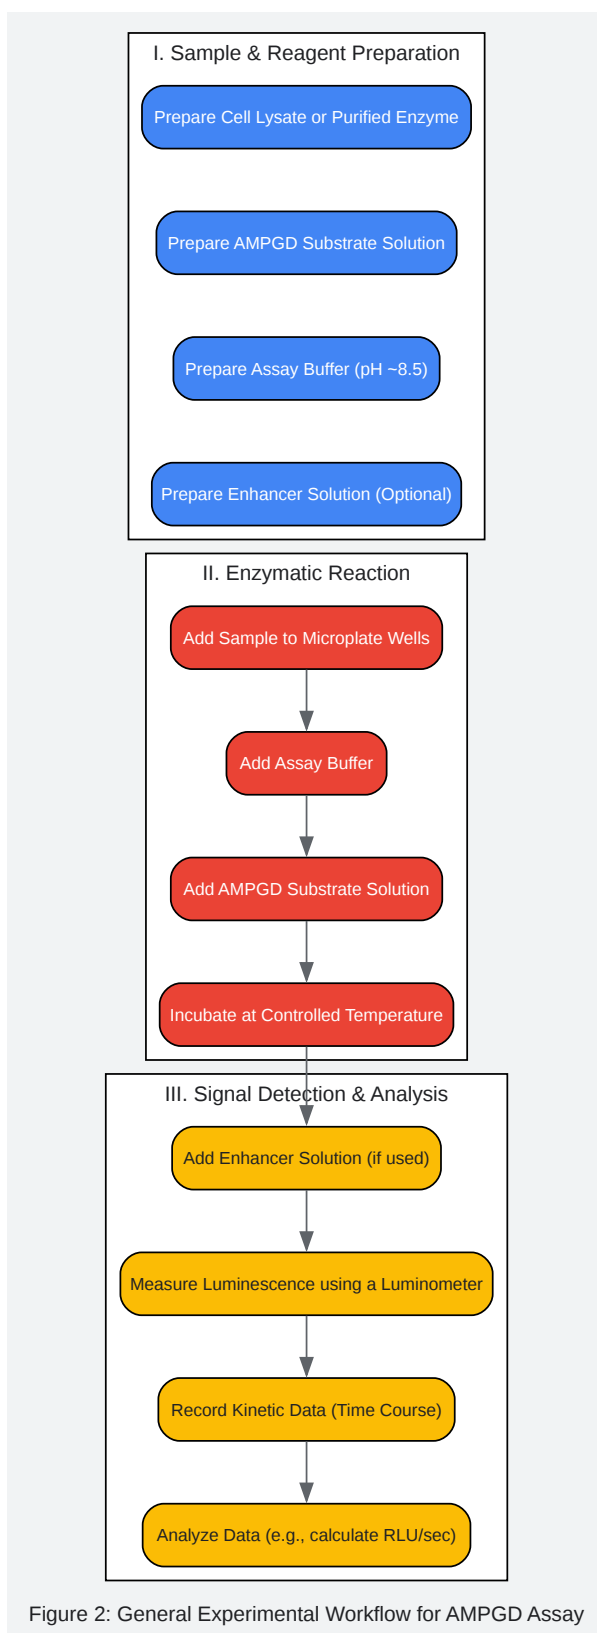 I. Sample & Reagent Preparation
Prepare Cell Lysate or Purified Enzyme
Prepare AMPGD Substrate Solution
Prepare Assay Buffer (pH ~8.5)
Prepare Enhancer Solution (Optional)
II. Enzymatic Reaction
Add Sample to Microplate Wells
Add Assay Buffer
Add AMPGD Substrate Solution
Incubate at Controlled Temperature
III. Signal Detection & Analysis
Add Enhancer Solution (if used)
Measure Luminescence using a Luminometer
Record Kinetic Data (Time Course)
Analyze Data (e.g., calculate RLU/sec)
Figure 2: General Experimental Workflow for AMPGD Assay